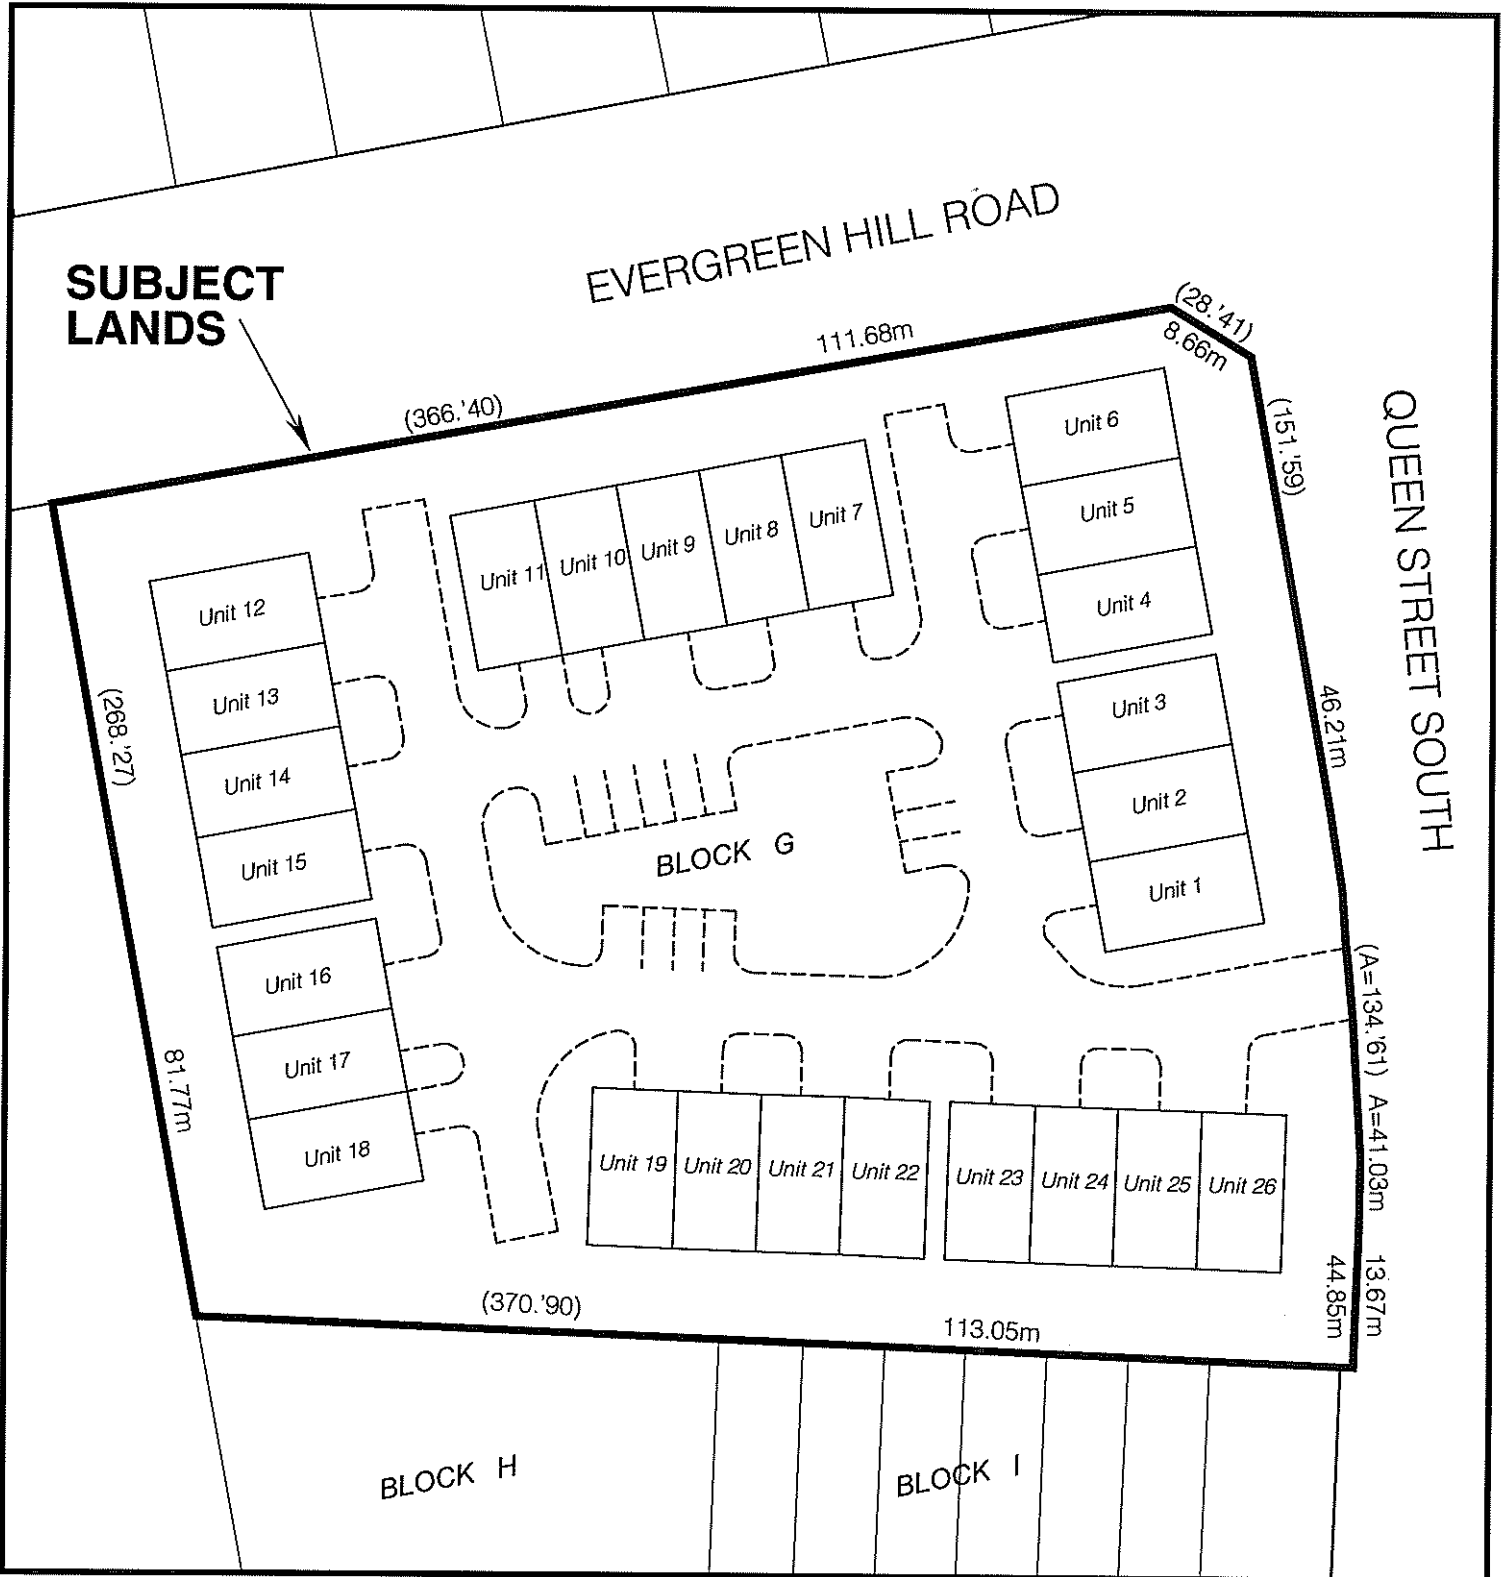 SUBJECT
LANDS
EVERGREEN HILL ROAD
(28.'41)
8.66m
111.68m
(366.'40)
QUEEN STREET SOUTH
(151.'59)
46.21m
(A=134.'61) A=41.03m
13.67m
44.85m
(268.'27)
81.77m
(370.'90)
113.05m
Unit 6
Unit 5
Unit 4
Unit 3
Unit 2
Unit 1
Unit 11
Unit 10
Unit 9
Unit 8
Unit 7
Unit 12
Unit 13
Unit 14
Unit 15
Unit 16
Unit 17
Unit 18
BLOCK G
Unit 19
Unit 20
Unit 21
Unit 22
Unit 23
Unit 24
Unit 25
Unit 26
BLOCK H
BLOCK I